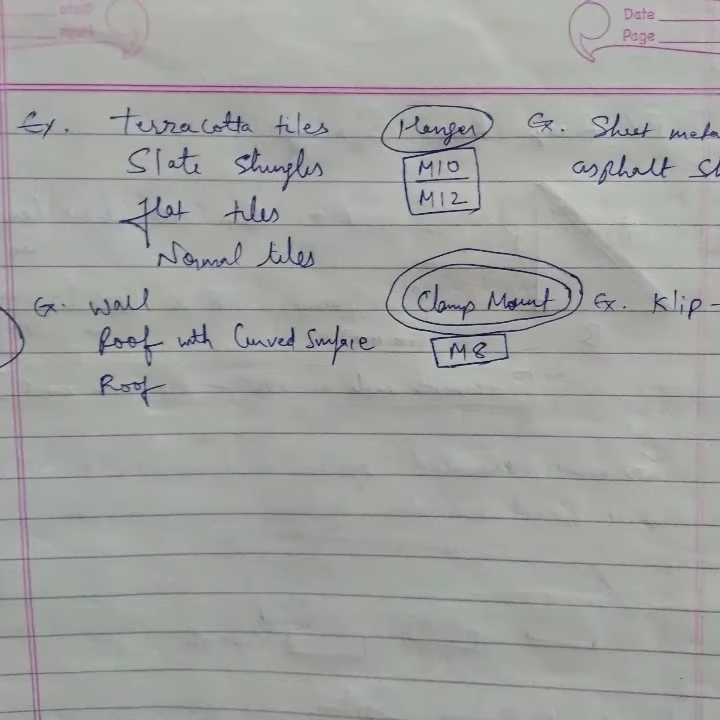 Date
Page
Ex. Terracotta tiles Hanger Ex. Sheet meta
Slate Shingles M10 asphalt S
M12
flat tiles
Normal tiles
Ex. Wall Clamp Mount Ex. Klip-
Roof with Curved Surface M8
Roof